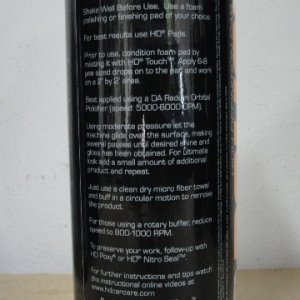 Shake Well Before Use. Use a foam
polishing or finishing pad of your choice.
For best results use HD® Pads.
Prior to use, condition foam pad by
misting it with HD® Touch™. Apply 6-8
pea sized drops on to the pad and work
on a 2' by 2' area.
Best applied using a DA Redom Orbital
Polisher (speed: 5000-6000 OPM).
Using moderate pressure let the
machine glide over the surface, making
several passes until desired shine and
gloss has been obtained. For Ultimate
look add a small amount of additional
product and repeat.
Just use a clean dry micro fiber towel
and buff in a circular motion to remove
the product.
For those using a rotary buffer, reduce
speed to 800-1000 RPM.
To preserve your work, follow-up with
HD Poxy® or HD® Nitro Seal™.
For further instructions and tips watch
the instructional online videos at
www.hdcarcare.com.